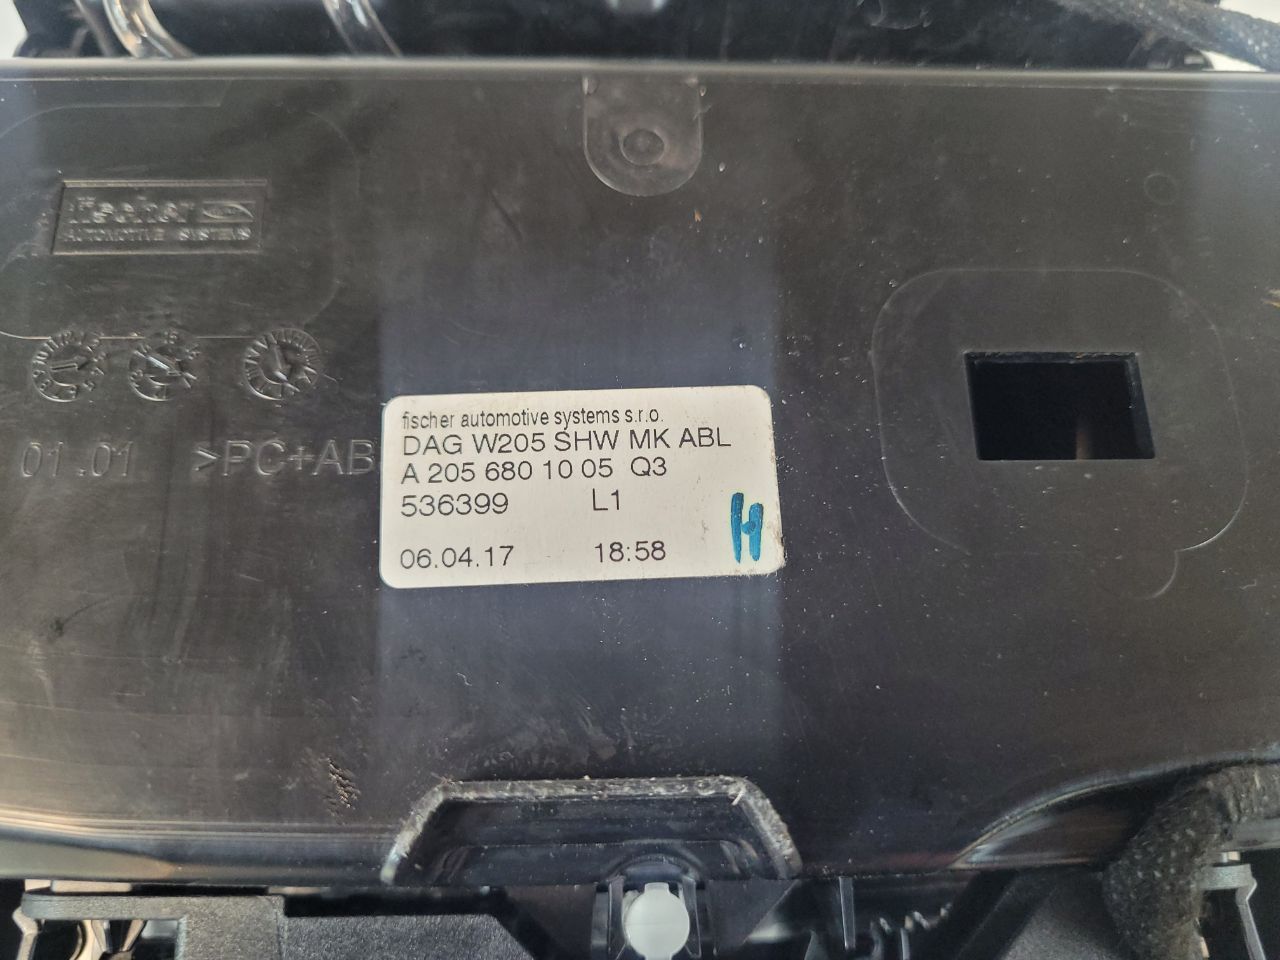 fischer
AUTOMOTIVE SYSTEMS
01.01 >PC+AB
fischer automotive systems s.r.o.
DAG W205 SHW MK ABL
A 205 680 10 05 Q3
536399 L1
06.04.17 18:58
H